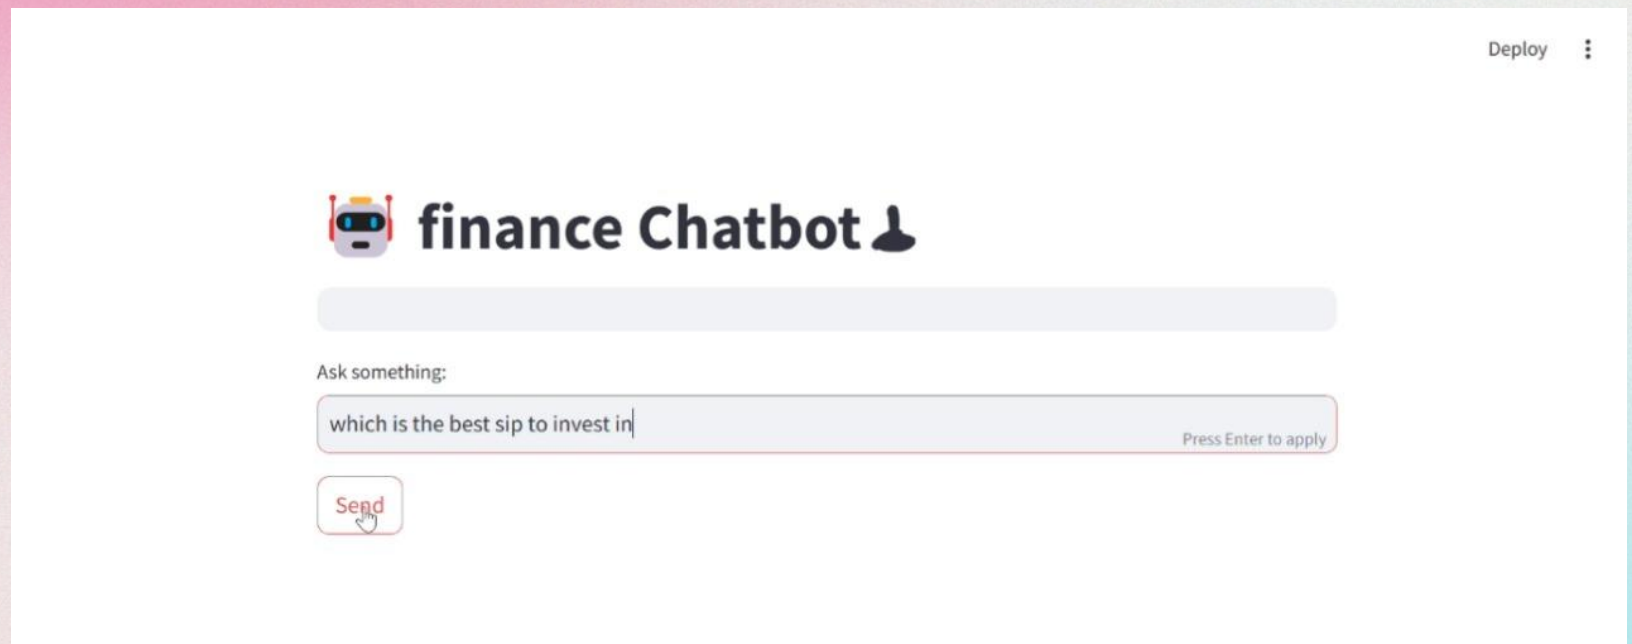 Deploy
finance Chatbot
Ask something:
which is the best sip to invest in
Press Enter to apply
Send